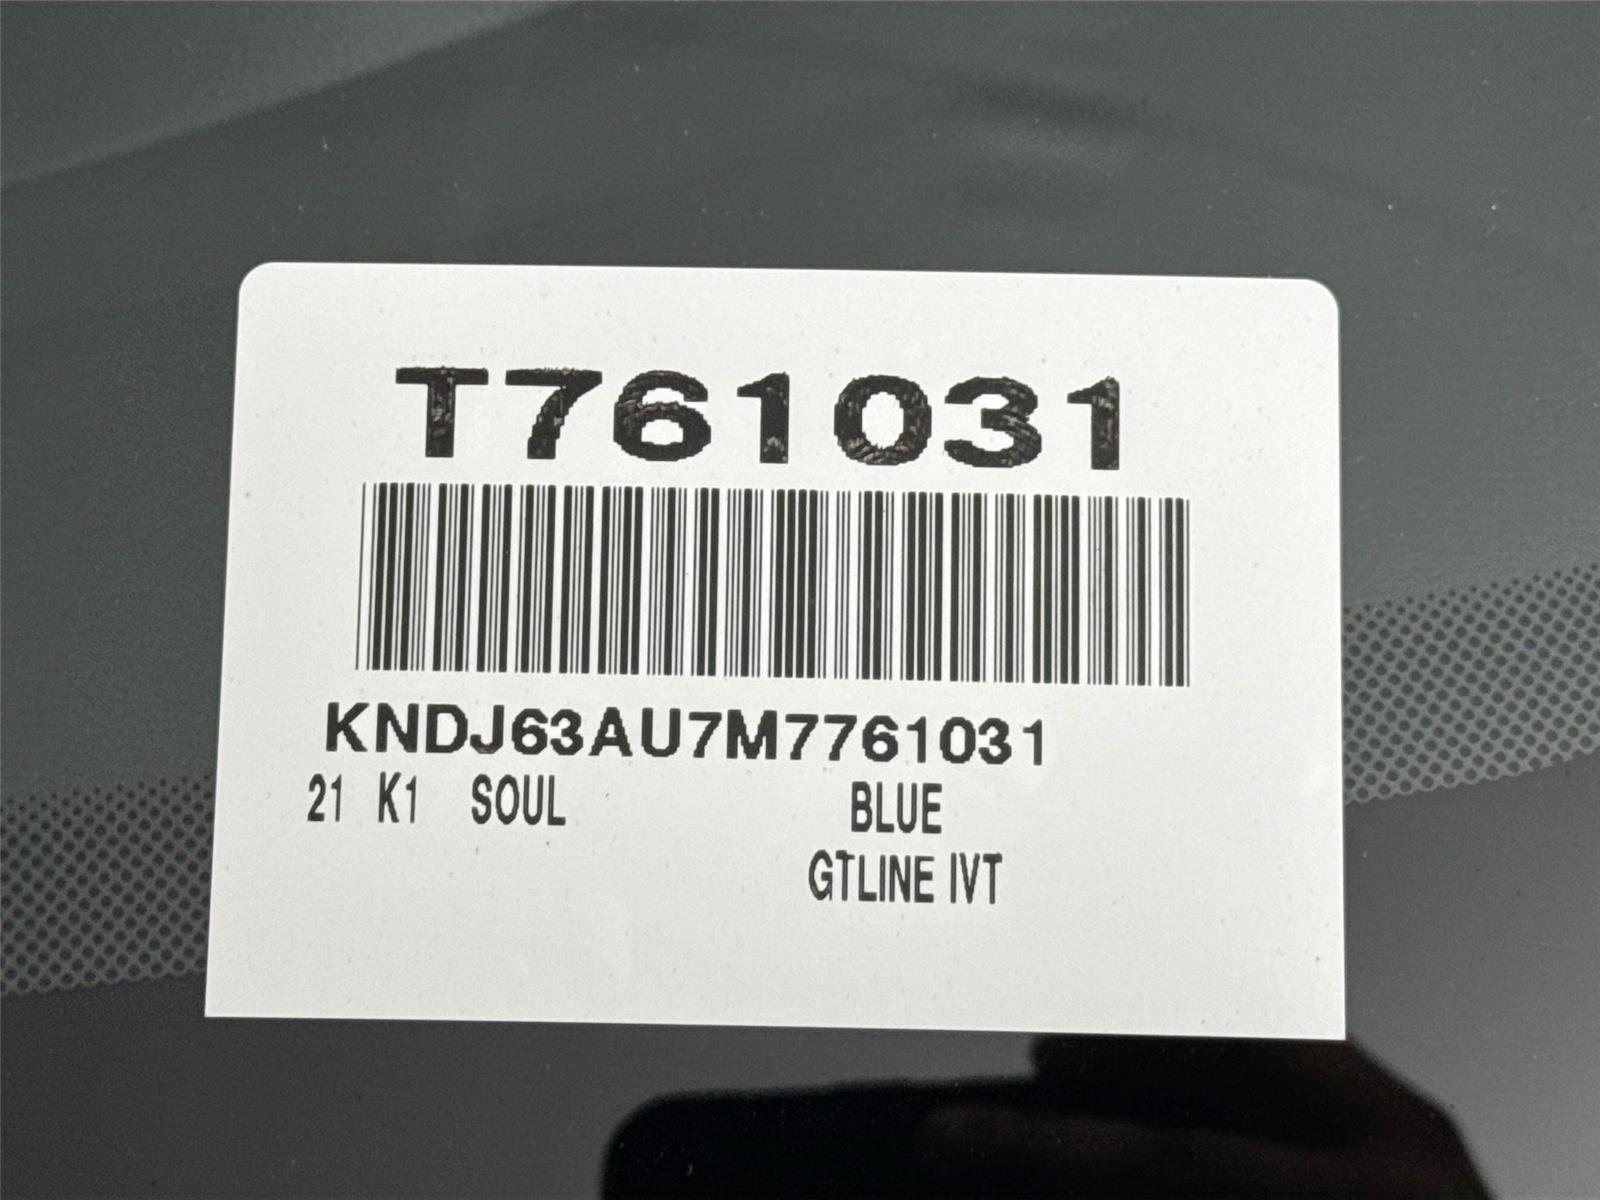 T761031
KNDJ63AU7M7761031
21 K1 SOUL BLUE
GTLINE IVT